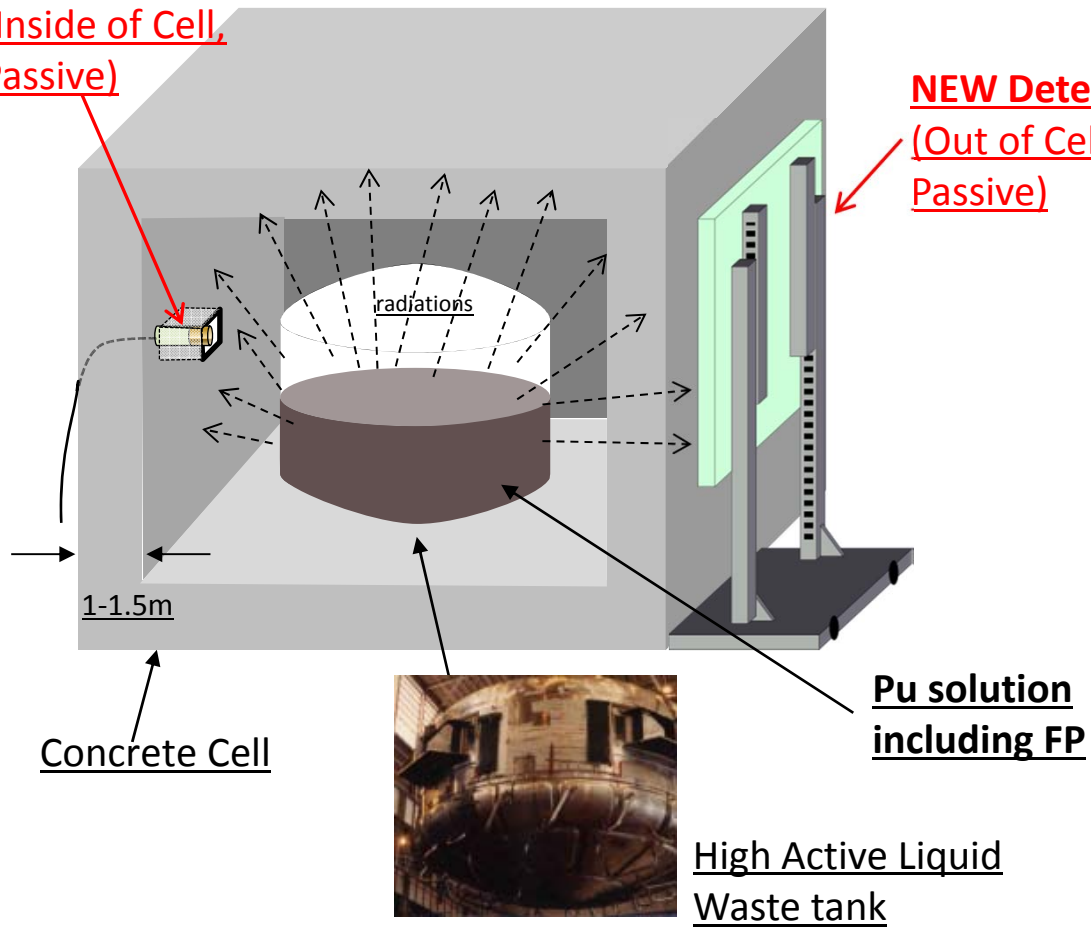 Inside of Cell,
Passive)
NEW Dete
(Out of Cel
Passive)
radiations
1-1.5m
Concrete Cell
Pu solution
including FP
High Active Liquid
Waste tank